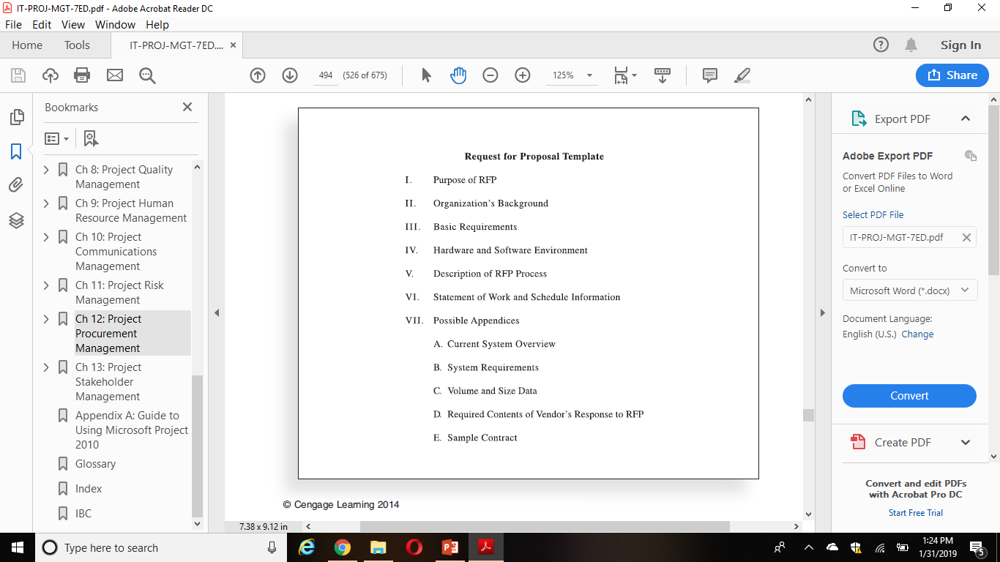 IT-PROJ-MGT-7ED.pdf - Adobe Acrobat Reader DC
File Edit View Window Help
Home Tools IT-PROJ-MGT-7ED.... ×
Sign In
494 (526 of 675)
125%
Share
Bookmarks
Ch 8: Project Quality
Management
Ch 9: Project Human
Resource Management
Ch 10: Project
Communications
Management
Ch 11: Project Risk
Management
Ch 12: Project
Procurement
Management
Ch 13: Project
Stakeholder
Management
Appendix A: Guide to
Using Microsoft Project
2010
Glossary
Index
IBC
Request for Proposal Template
I. Purpose of RFP
II. Organization's Background
III. Basic Requirements
IV. Hardware and Software Environment
V. Description of RFP Process
VI. Statement of Work and Schedule Information
VII. Possible Appendices
A. Current System Overview
B. System Requirements
C. Volume and Size Data
D. Required Contents of Vendor's Response to RFP
E. Sample Contract
© Cengage Learning 2014
7.38 x 9.12 in
Export PDF
Adobe Export PDF
Convert PDF Files to Word
or Excel Online
Select PDF File
IT-PROJ-MGT-7ED.pdf
Convert to
Microsoft Word (*.docx)
Document Language:
English (U.S.) Change
Convert
Create PDF
Convert and edit PDFs
with Acrobat Pro DC
Start Free Trial
Type here to search
1:24 PM
1/31/2019
5